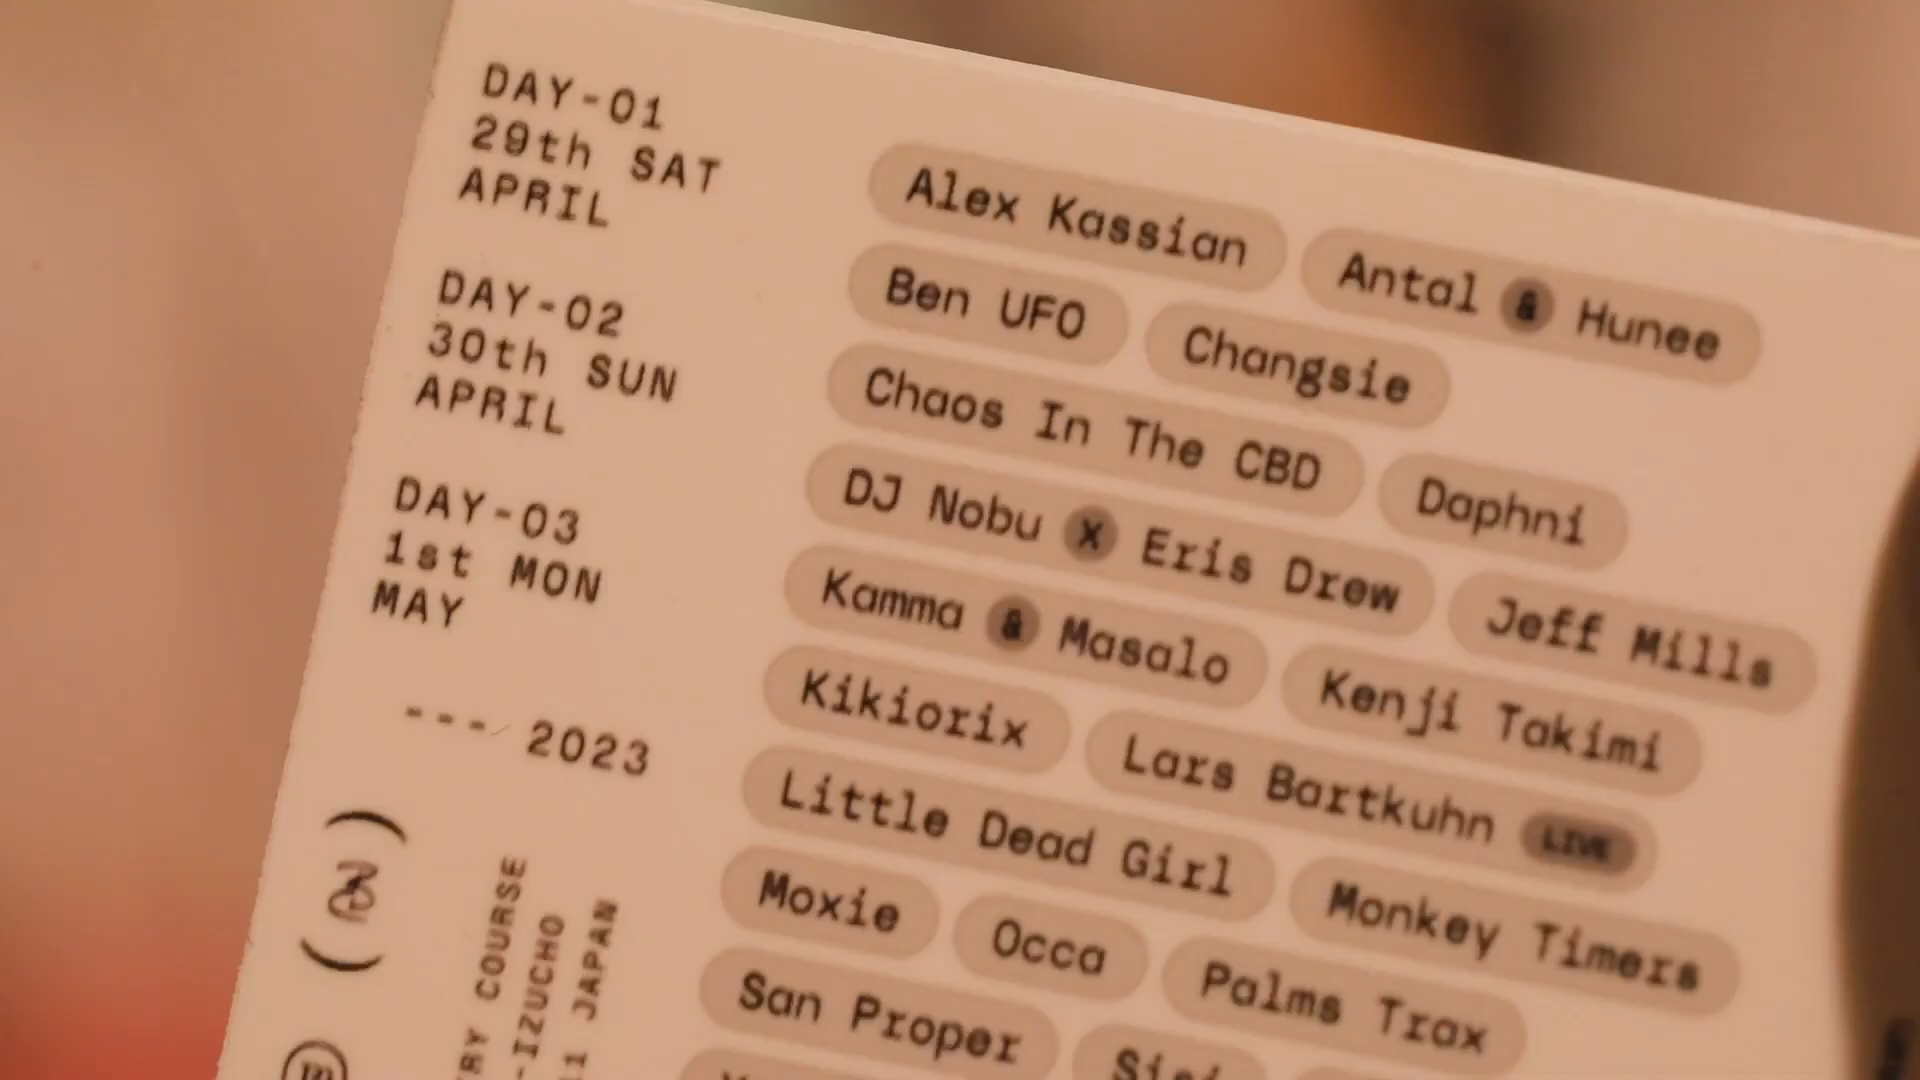 DAY-01
29th SAT
APRIL
DAY-02
30th SUN
APRIL
DAY-03
1st MON
MAY
--- 2023
COURSE
-IZUCHO
JAPAN
Alex Kassian
Antal & Hunee
Ben UFO
Changsie
Chaos In The CBD
Daphni
DJ Nobu X Eris Drew
Jeff Mills
Kamma & Masalo
Kenji Takimi
Kikiorix
Lars Bartkuhn LIVE
Little Dead Girl
Monkey Timers
Moxie
Occa
Palms Trax
San Proper